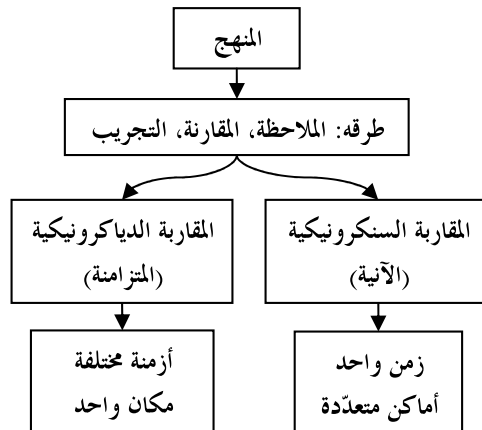 المنهج
طرقه: الملاحظة، المقارنة، التجريب
المقاربة السنكرونيكية
(الآنية)
المقاربة الدياكرونيكية
(المتزامنة)
زمن واحد
أماكن متعدّدة
أزمنة مختلفة
مكان واحد